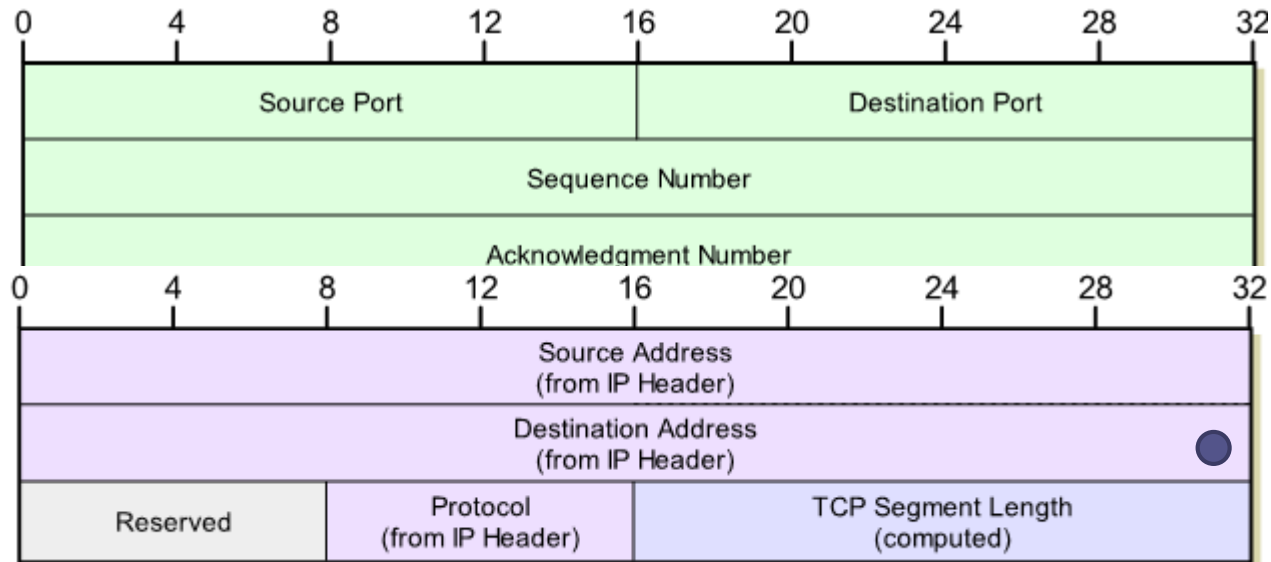 0 4 8 12 16 20 24 28 32
Source Port Destination Port
Sequence Number
Acknowledgment Number
0 4 8 12 16 20 24 28 32
Source Address
(from IP Header)
Destination Address
(from IP Header)
Reserved
Protocol
(from IP Header)
TCP Segment Length
(computed)